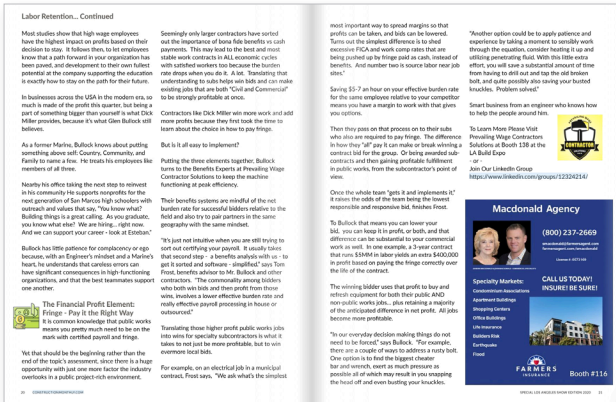 Labor Retention... Continued
Most studies show that high wage employees
have the highest impact on profits based on their
decision to stay. It follows then, to let employees
know that a path forward in your organization
has been paved, and development to their own fullest
potential at the company supporting the education
is exactly how to stay on the path for their future.
In businesses across the USA in the modern era, so
much is made of the profit this quarter, but being a
part of something bigger than yourself is what Dick
Miller provides, because it's what Glen Bullock still
believes.
As a former Marine, Bullock knows about putting
something above self: Country, Community, and
Family to name a few. He treats his employees like
members of all three.
Nearby his office taking the next step to reinvest
in his community He supports nonprofits for the
next generation of San Marcos high schoolers with
outreach and values that say, "You know what?
Building things is a great calling. As you graduate,
you know what else? We are hiring... right now.
And we can support your career - look at Esteban."
Bullock has little patience for complacency or ego
because, with an Engineer's mindset and a Marine's
heart, he understands that careless errors can
have significant consequences in high-functioning
organizations, and that the best teammates support
one another.
The Financial Profit Element:
Fringe - Pay it the Right Way
It is common knowledge that public works
means you pretty much need to be on the
mark with certified payroll and fringe.
Yet that should be the beginning rather than the
end of the topic's assessment, since there is a huge
opportunity with just one factor the industry
overlooks in a public project-rich environment.
Seemingly only larger contractors have sorted
out the importance of bona fide benefits vs cash
payments. This may lead to the best and most
stable work contracts in ALL economic cycles
with satisfied workers too because the burden
rate drops when you do it. A lot. Translating that
understanding to subs helps win bids and can make
existing jobs that are both "Civil and Commercial"
to be strongly profitable at once.
Contractors like Dick Miller win more work and add
more profits because they first took the time to
learn about the choice in how to pay fringe.
But is it all easy to implement?
Putting the three elements together, Bullock
turns to the Benefits Experts at Prevailing Wage
Contractor Solutions to keep the machine
functioning at peak efficiency.
Their benefits systems are mindful of the net
burden rate for successful bidders relative to the
field and also try to pair partners in the same
geography with the same mindset.
"It's just not intuitive when you are still trying to
sort out certifying your payroll. It usually takes
that second step - a benefits analysis with us - to
get it sorted and software - simplified." says Tom
Frost, benefits advisor to Mr. Bullock and other
contractors. "The commonality among bidders
who both win bids and then profit from those
wins, involves a lower effective burden rate and
really effective payroll processing in house or
outsourced."
Translating those higher profit public works jobs
into wins for specialty subcontractors is what it
takes to not just be more profitable, but to win
evermore local bids.
For example, on an electrical job in a municipal
contract, Frost says, "We ask what's the simplest
20 CONSTRUCTIONMONTHLY.COM
most important way to spread margins so that
profits can be taken, and bids can be lowered.
Turns out the simplest difference is to shed
excessive FICA and work comp rates that are
being pushed up by fringe paid as cash, instead of
benefits. And number two is source labor near job
sites."
Saving $5-7 an hour on your effective burden rate
for the same employee relative to your competitor
means you have a margin to work with that gives
you options.
Then they pass that process on to their subs
who also are required to pay fringe. The difference
in how they "all" pay it can make or break winning a
contract bid for the group. Or being awarded sub-
contracts and then gaining profitable fulfillment
in public works, from the subcontractor's point of
view.
Once the whole team "gets it and implements it,"
it raises the odds of the team being the lowest
responsible and responsive bid, finishes Frost.
To Bullock that means you can lower your
bid, you can keep it in profit, or both, and that
difference can be substantial to your commercial
work as well. In one example, a 3-year contract
that runs $5MM in labor yields an extra $400,000
in profit based on paying the fringe correctly over
the life of the contract.
The winning bidder uses that profit to buy and
refresh equipment for both their public AND
non-public works jobs... plus retaining a majority
of the anticipated difference in net profit. All jobs
become more profitable.
"In our everyday decision making things do not
need to be forced," says Bullock. "For example,
there are a couple of ways to address a rusty bolt.
One option is to find the biggest cheater
bar and wrench, exert as much pressure as
possible all of which may result in you snapping
the head off and even busting your knuckles.
"Another option could be to apply patience and
experience by taking a moment to sensibly work
through the equation, consider heating it up and
utilizing penetrating fluid. With this little extra
effort, you will save a substantial amount of time
from having to drill out and tap the old broken
bolt, and quite possibly also saving your busted
knuckles. Problem solved."
Smart business from an engineer who knows how
to help the people around him.
To Learn More Please Visit
Prevailing Wage Contractors
Solutions at Booth 138 at the
LA Build Expo
- or -
Join Our LinkedIn Group
https://www.linkedin.com/groups/12324214/
CONTRACTOR
Macdonald Agency
(800) 237-2669
macdonald@farmersagent.com
farmersagent.com/macdonald
Specialty Markets:
Condominium Associations
Apartment Buildings
Shopping Centers
Office Buildings
Life Insurance
Builders Risk
Earthquake
Flood
CALL US TODAY!
INSURE! BE SURE!
FARMERS
INSURANCE
Booth #116
SPECIAL LOS ANGELES SHOW EDITION 2023 21